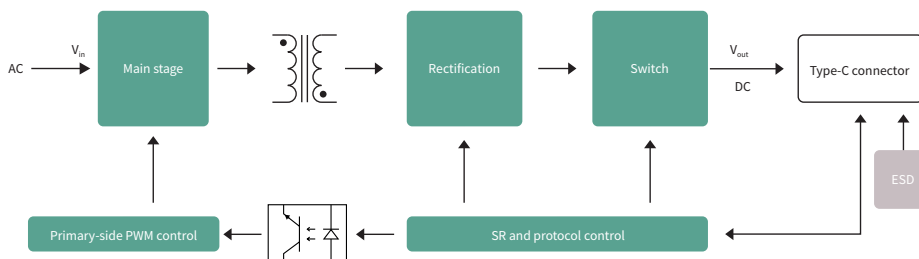 AC
Vin
Main stage
Rectification
Switch
Vout
DC
Type-C connector
ESD
Primary-side PWM control
SR and protocol control